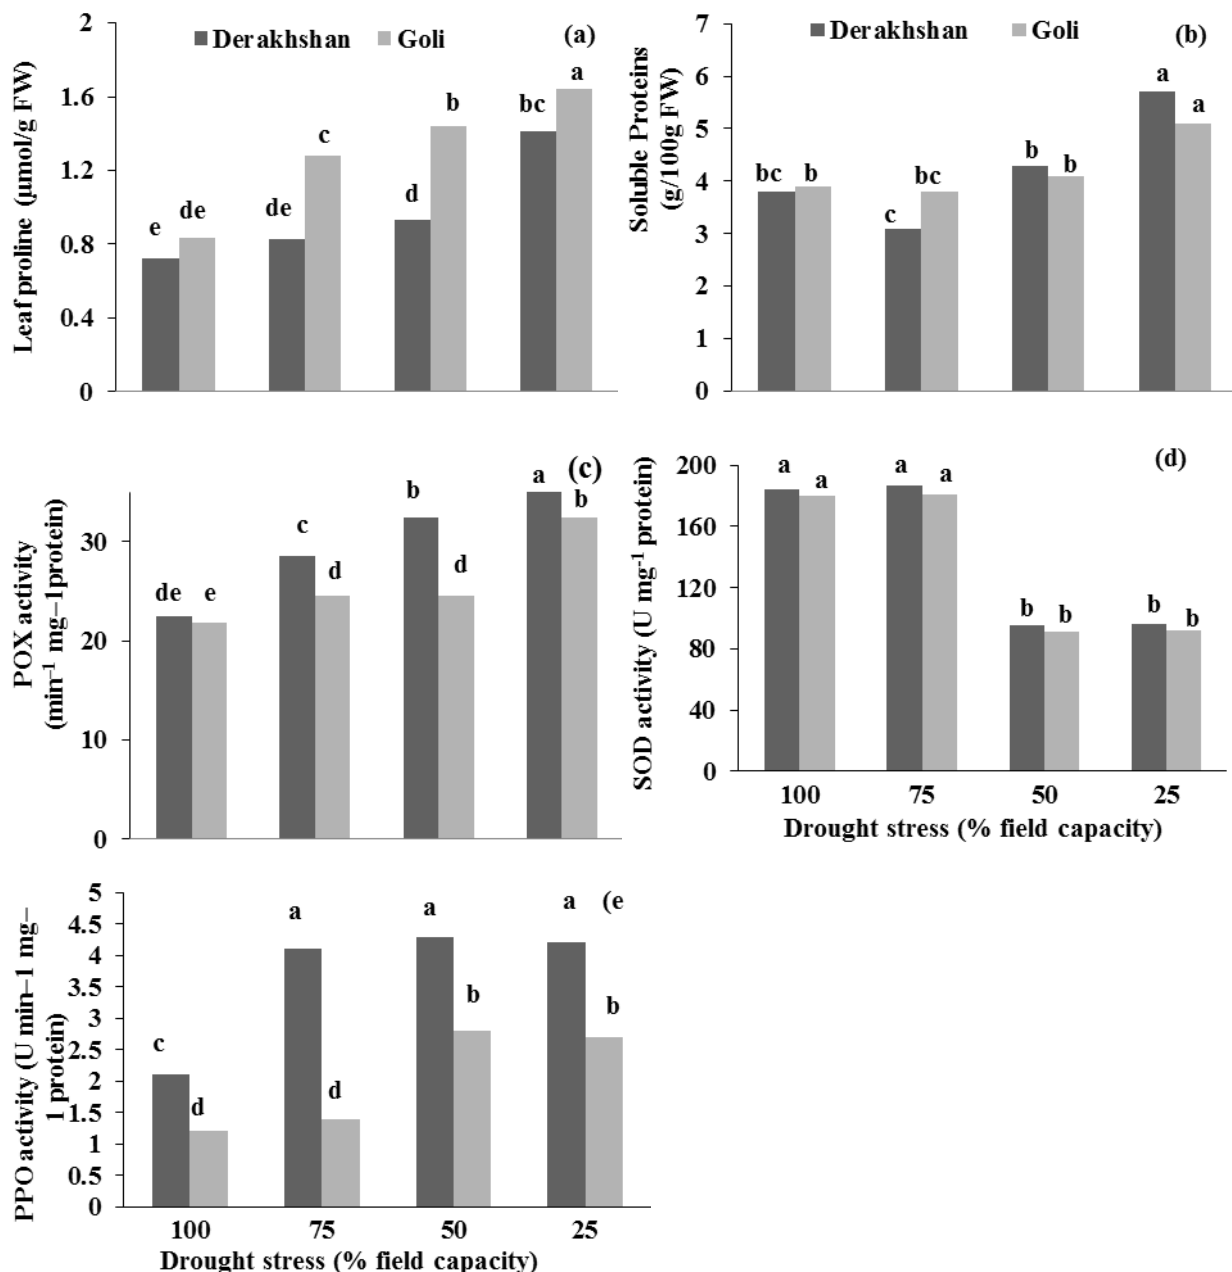 2
1.6
1.2
0.8
0.4
0
Leaf proline (µmol/g FW)
Derakhshan Goli (a)
e de de c d b bc a
7
6
5
4
3
2
1
0
Soluble Proteins
(g/100g FW)
Derakhshan Goli (b)
bc b c bc b b a a
30
20
10
0
POX activity
(min⁻¹ mg–1protein)
(c)
de e c d b d a b
200
160
120
80
40
0
SOD activity (U mg⁻¹ protein)
(d)
a a a a b b b b
100 75 50 25
Drought stress (% field capacity)
5
4.5
4
3.5
3
2.5
2
1.5
1
0.5
0
PPO activity (U min–1 mg–
1 protein)
(e
c d a d a b a b
100 75 50 25
Drought stress (% field capacity)